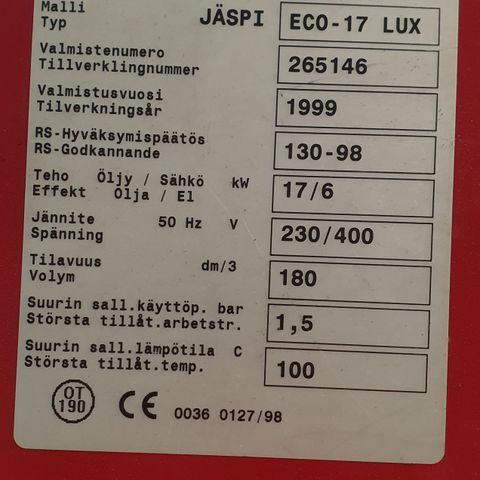 Malli
Typ JÄSPI ECO-17 LUX
Valmistenumero
Tillverklingnummer 265146
Valmistusvuosi
Tilverkningsår 1999
RS-Hyväksymispäätös
RS-Godkannande 130-98
Teho Öljy / Sähkö kW
Effekt Olja / El 17/6
Jännite 50 Hz V
Spänning 230/400
Tilavuus dm/3
Volym 180
Suurin sall.käyttöp. bar
Största tillåt.arbetstr. 1,5
Suurin sall.lämpötila C
Största tillåt.temp. 100
OT
190 CE 0036 0127/98